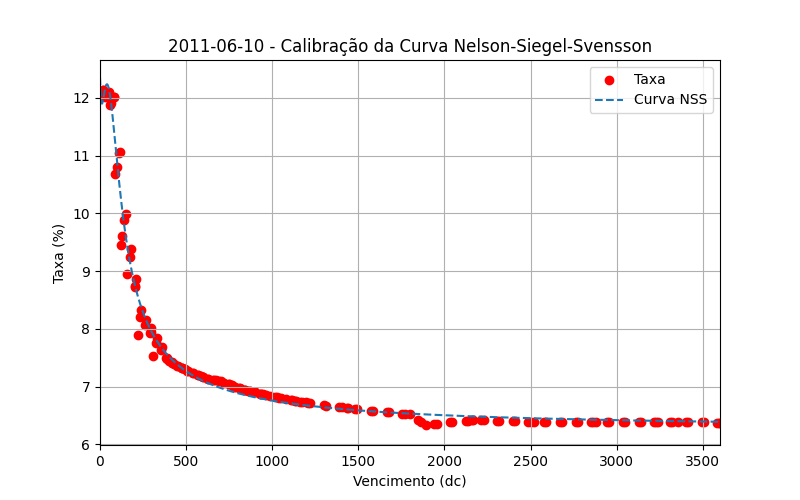 2011-06-10 - Calibração da Curva Nelson-Siegel-Svensson
Taxa
Curva NSS
Taxa (%)
12
11
10
9
8
7
6
0 500 1000 1500 2000 2500 3000 3500
Vencimento (dc)